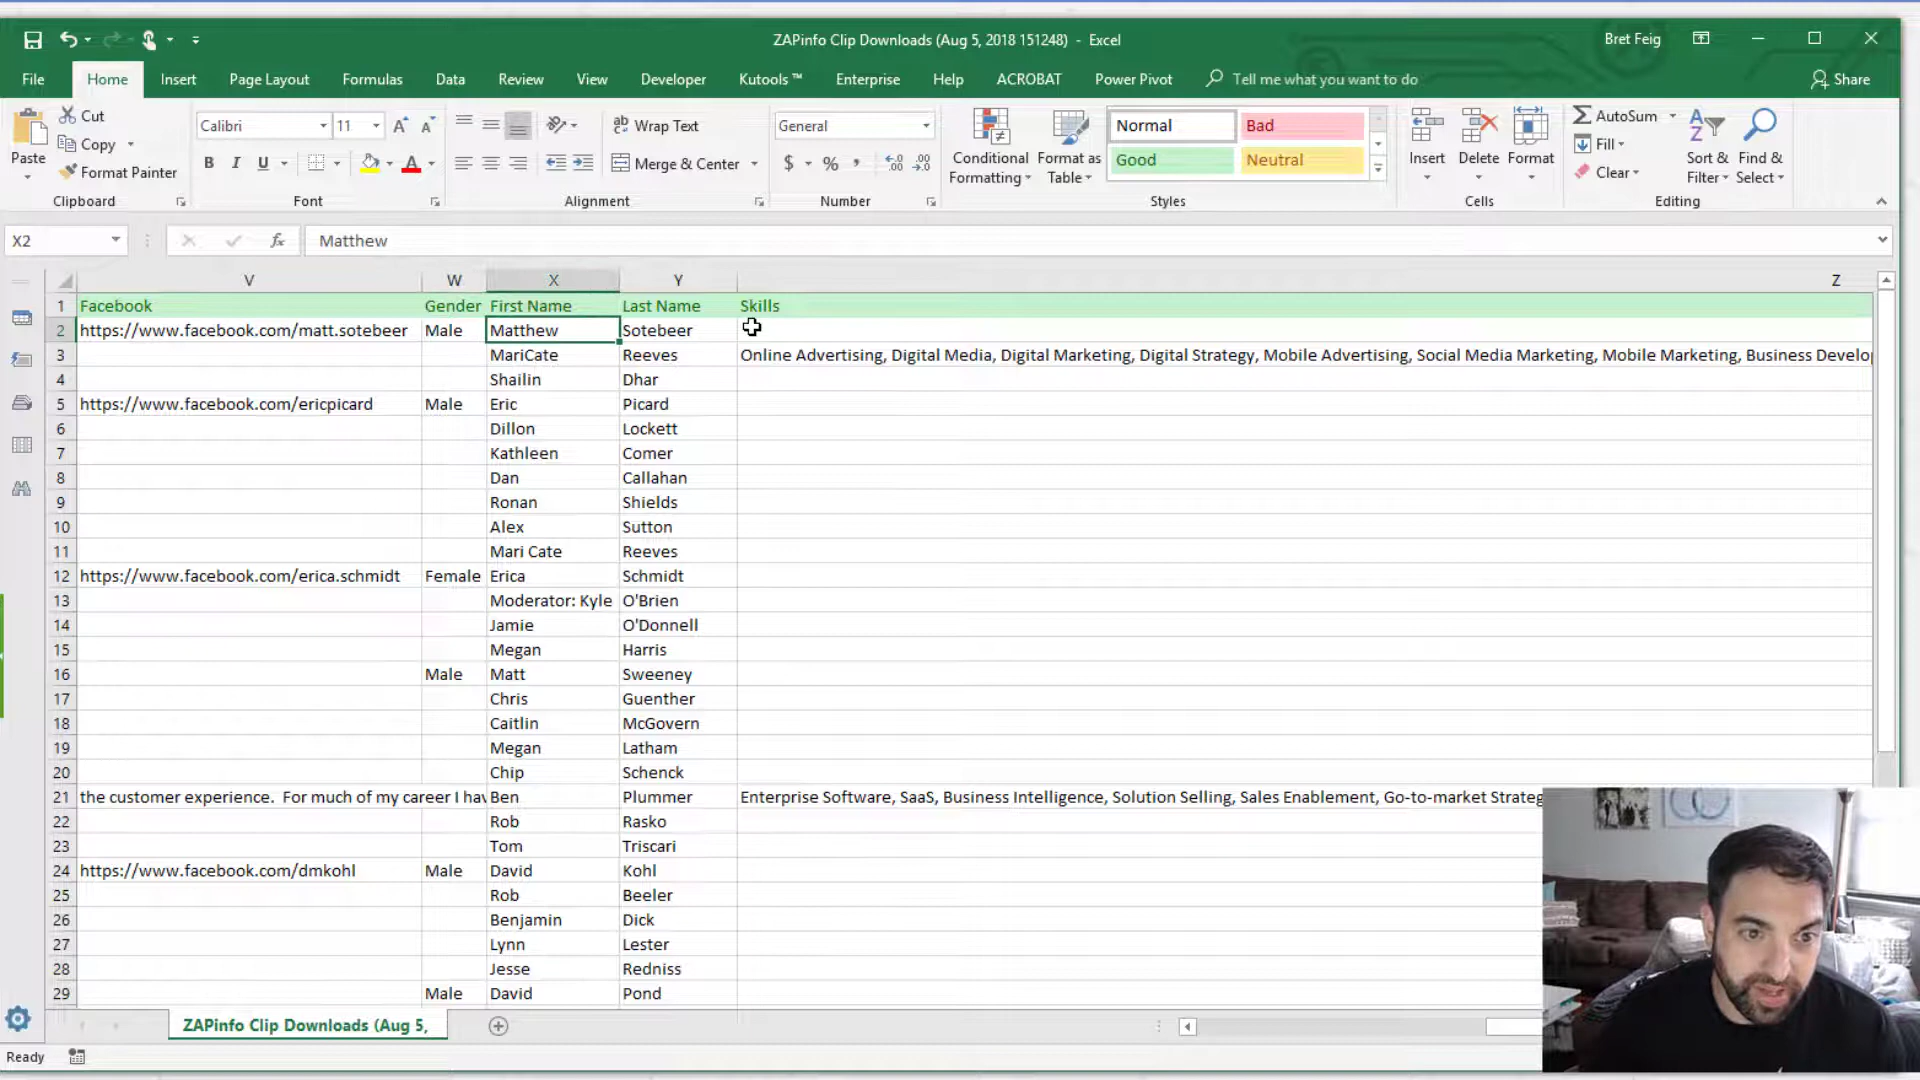 ZAPinfo Clip Downloads (Aug 5, 2018 151248) - Excel
Bret Feig
File Home Insert Page Layout Formulas Data Review View Developer Kutools ™ Enterprise Help ACROBAT Power Pivot Tell me what you want to do Share
Paste
Cut
Copy
Format Painter
Clipboard
Calibri 11
B I U
Font
Wrap Text
Merge & Center
Alignment
General
$ % ,
Number
Conditional Formatting
Format as Table
Normal Bad
Good Neutral
Styles
Insert Delete Format
Cells
AutoSum
Fill
Clear
Sort & Filter
Find & Select
Editing
X2 fx Matthew
V W X Y Z
1 Facebook Gender First Name Last Name Skills
2 https://www.facebook.com/matt.sotebeer Male Matthew Sotebeer
3 MariCate Reeves Online Advertising, Digital Media, Digital Marketing, Digital Strategy, Mobile Advertising, Social Media Marketing, Mobile Marketing, Business Develop
4 Shailin Dhar
5 https://www.facebook.com/ericpicard Male Eric Picard
6 Dillon Lockett
7 Kathleen Comer
8 Dan Callahan
9 Ronan Shields
10 Alex Sutton
11 Mari Cate Reeves
12 https://www.facebook.com/erica.schmidt Female Erica Schmidt
13 Moderator: Kyle O'Brien
14 Jamie O'Donnell
15 Megan Harris
16 Male Matt Sweeney
17 Chris Guenther
18 Caitlin McGovern
19 Megan Latham
20 Chip Schenck
21 the customer experience. For much of my career I hav Ben Plummer Enterprise Software, SaaS, Business Intelligence, Solution Selling, Sales Enablement, Go-to-market Strateg
22 Rob Rasko
23 Tom Triscari
24 https://www.facebook.com/dmkohl Male David Kohl
25 Rob Beeler
26 Benjamin Dick
27 Lynn Lester
28 Jesse Redniss
29 Male David Pond
ZAPinfo Clip Downloads (Aug 5,
Ready